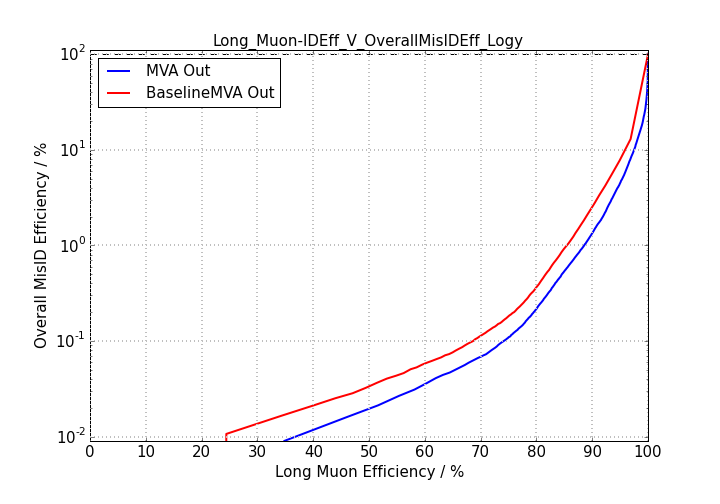 Long_Muon-IDEff_V_OverallMisIDEff_Logy
MVA Out
BaselineMVA Out
10^2
10^1
10^0
10^-1
10^-2
Overall MisID Efficiency / %
0 10 20 30 40 50 60 70 80 90 100
Long Muon Efficiency / %